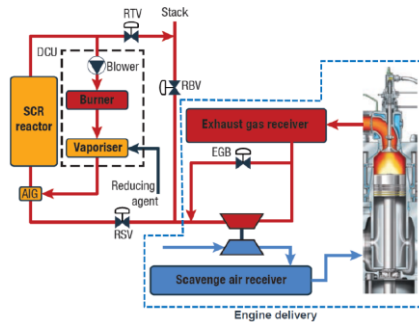 RTV
Stack
DCU
Blower
RBV
SCR
reactor
Burner
Exhaust gas receiver
Vaporiser
EGB
AIG
Reducing
agent
RSV
Scavenge air receiver
Engine delivery